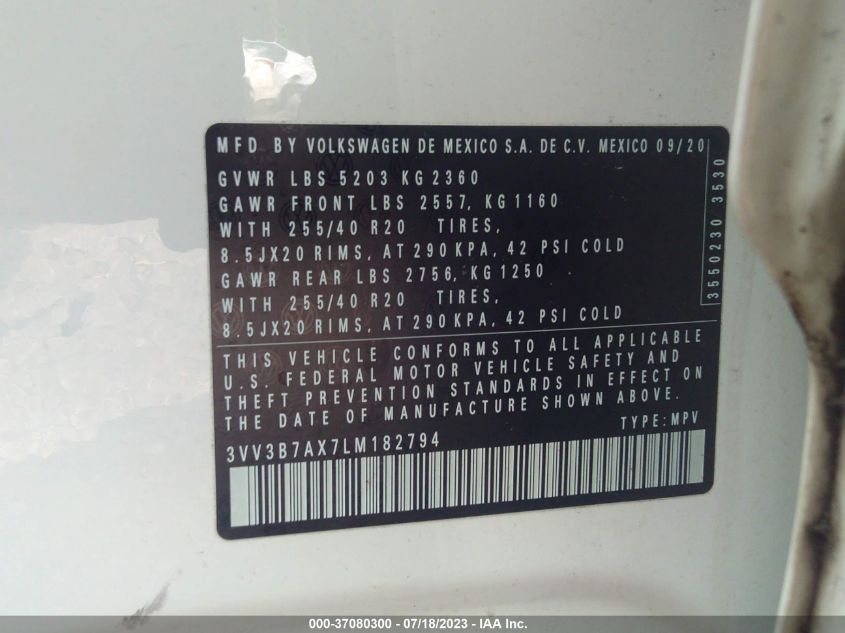 MFD BY VOLKSWAGEN DE MEXICO S.A. DE C.V. MEXICO 09/20
GVWR LBS 5203 KG 2360
GAWR FRONT LBS 2557, KG 1160
WITH 255/40 R20 TIRES,
8.5JX20 RIMS, AT 290 KPA, 42 PSI COLD
GAWR REAR LBS 2756, KG 1250
WITH 255/40 R20 TIRES,
8.5JX20 RIMS, AT 290 KPA, 42 PSI COLD
3550230 3530
THIS VEHICLE CONFORMS TO ALL APPLICABLE
U.S. FEDERAL MOTOR VEHICLE SAFETY AND
THEFT PREVENTION STANDARDS IN EFFECT ON
THE DATE OF MANUFACTURE SHOWN ABOVE.
TYPE: MPV
3VV3B7AX7LM182794
000-37080300 - 07/18/2023 - IAA Inc.